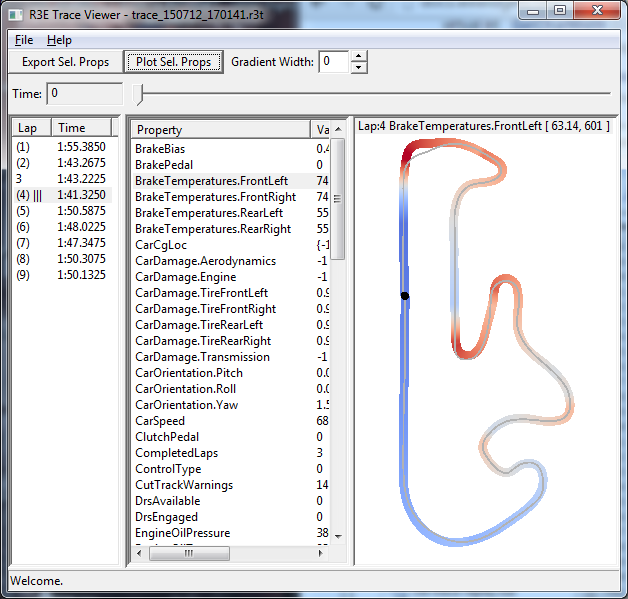 R3E Trace Viewer - trace_150712_170141.r3t
File Help
Export Sel. Props Plot Sel. Props Gradient Width: 0
Time: 0
Lap Time
(1) 1:55.3850
(2) 1:43.2675
3 1:43.2225
(4) ||| 1:41.3250
(5) 1:50.5875
(6) 1:48.0225
(7) 1:47.3475
(8) 1:50.3075
(9) 1:50.1325
Property Va
BrakeBias 0.4
BrakePedal 0
BrakeTemperatures.FrontLeft 74
BrakeTemperatures.FrontRight 74
BrakeTemperatures.RearLeft 55
BrakeTemperatures.RearRight 55
CarCgLoc {-1
CarDamage.Aerodynamics -1
CarDamage.Engine -1
CarDamage.TireFrontLeft 0.9
CarDamage.TireFrontRight 0.9
CarDamage.TireRearLeft 0.9
CarDamage.TireRearRight 0.9
CarDamage.Transmission -1
CarOrientation.Pitch 0.0
CarOrientation.Roll 0.0
CarOrientation.Yaw 1.5
CarSpeed 68
ClutchPedal 0
CompletedLaps 3
ControlType 0
CutTrackWarnings 14
DrsAvailable 0
DrsEngaged 0
EngineOilPressure 38
Lap:4 BrakeTemperatures.FrontLeft [ 63.14, 601 ]
Welcome.